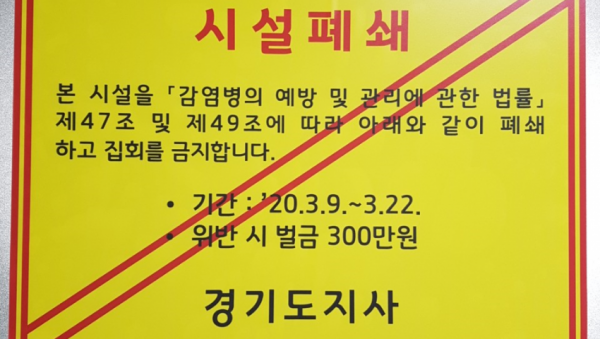 시설폐쇄
본 시설을 「감염병의 예방 및 관리에 관한 법률」
제47조 및 제49조에 따라 아래와 같이 폐쇄
하고 집회를 금지합니다.
• 기간 : ’20.3.9.~3.22.
• 위반 시 벌금 300만원
경기도지사